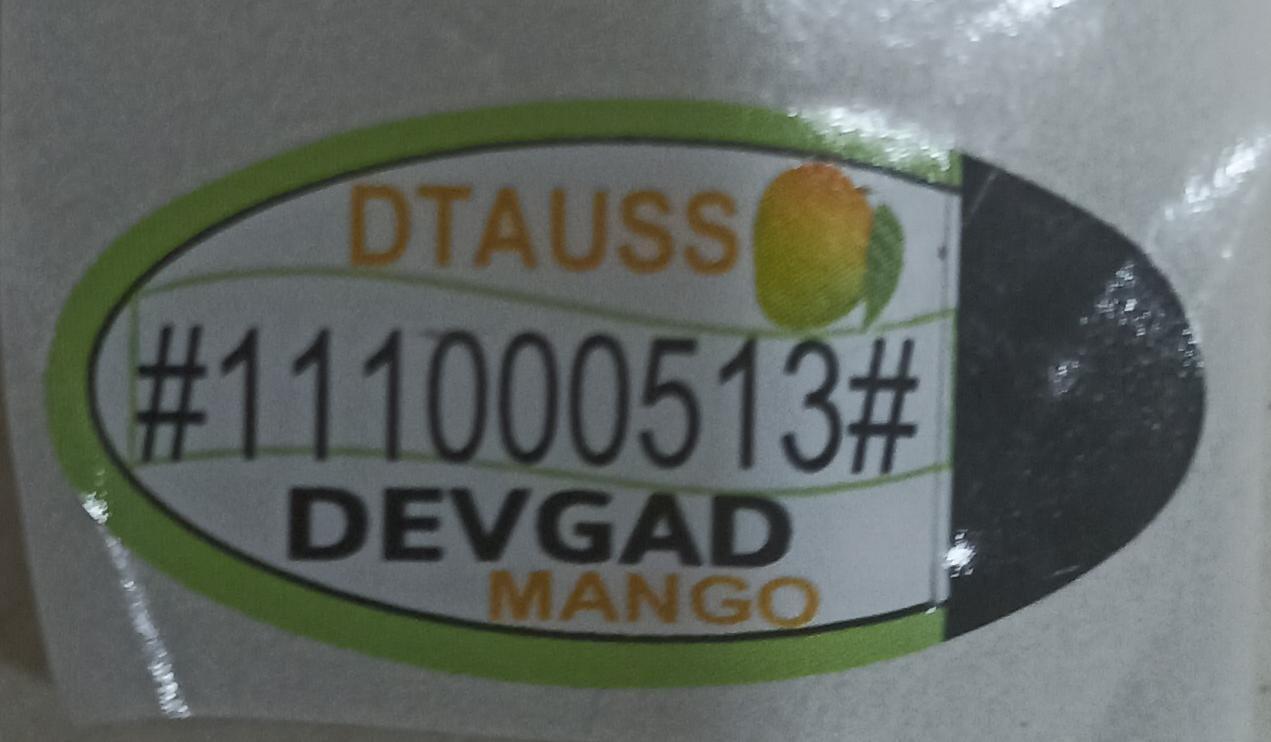 DTAUSS
#111000513#
DEVGAD
MANGO